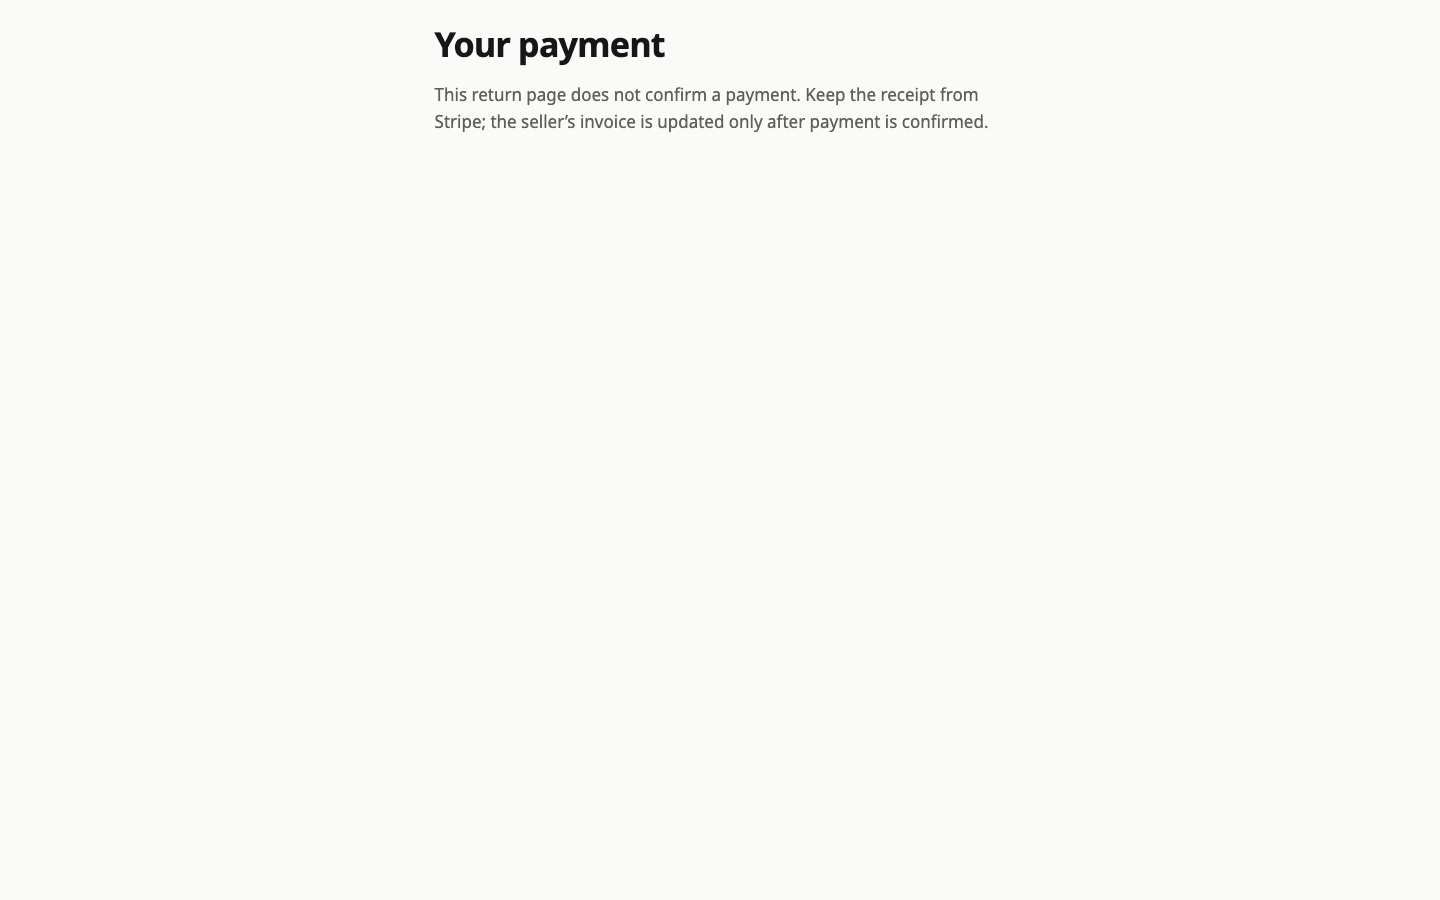 Your payment
This return page does not confirm a payment. Keep the receipt from
Stripe; the seller’s invoice is updated only after payment is confirmed.